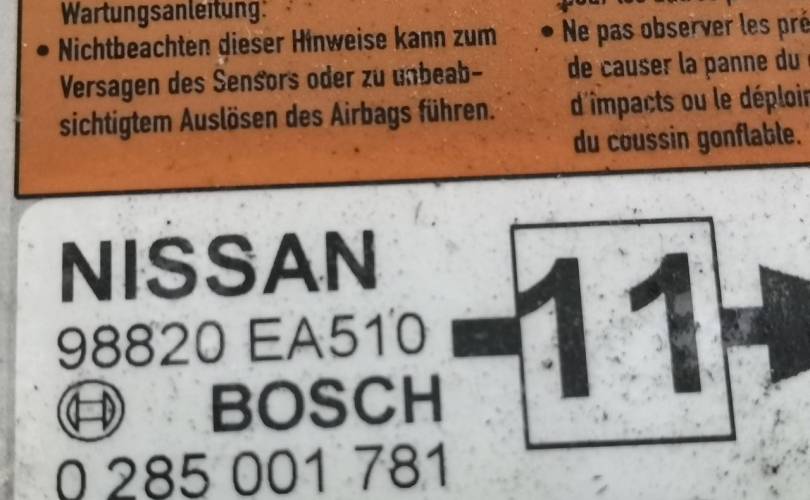 Wartungsanleitung.
• Nichtbeachten dieser Hinweise kann zum
Versagen des Sensors oder zu unbeab-
sichtigtem Auslösen des Airbags führen.
• Ne pas observer les
de causer la panne du
d'impacts ou le
du coussin gonflable.
NISSAN
98820 EA510
BOSCH
0 285 001 781
11